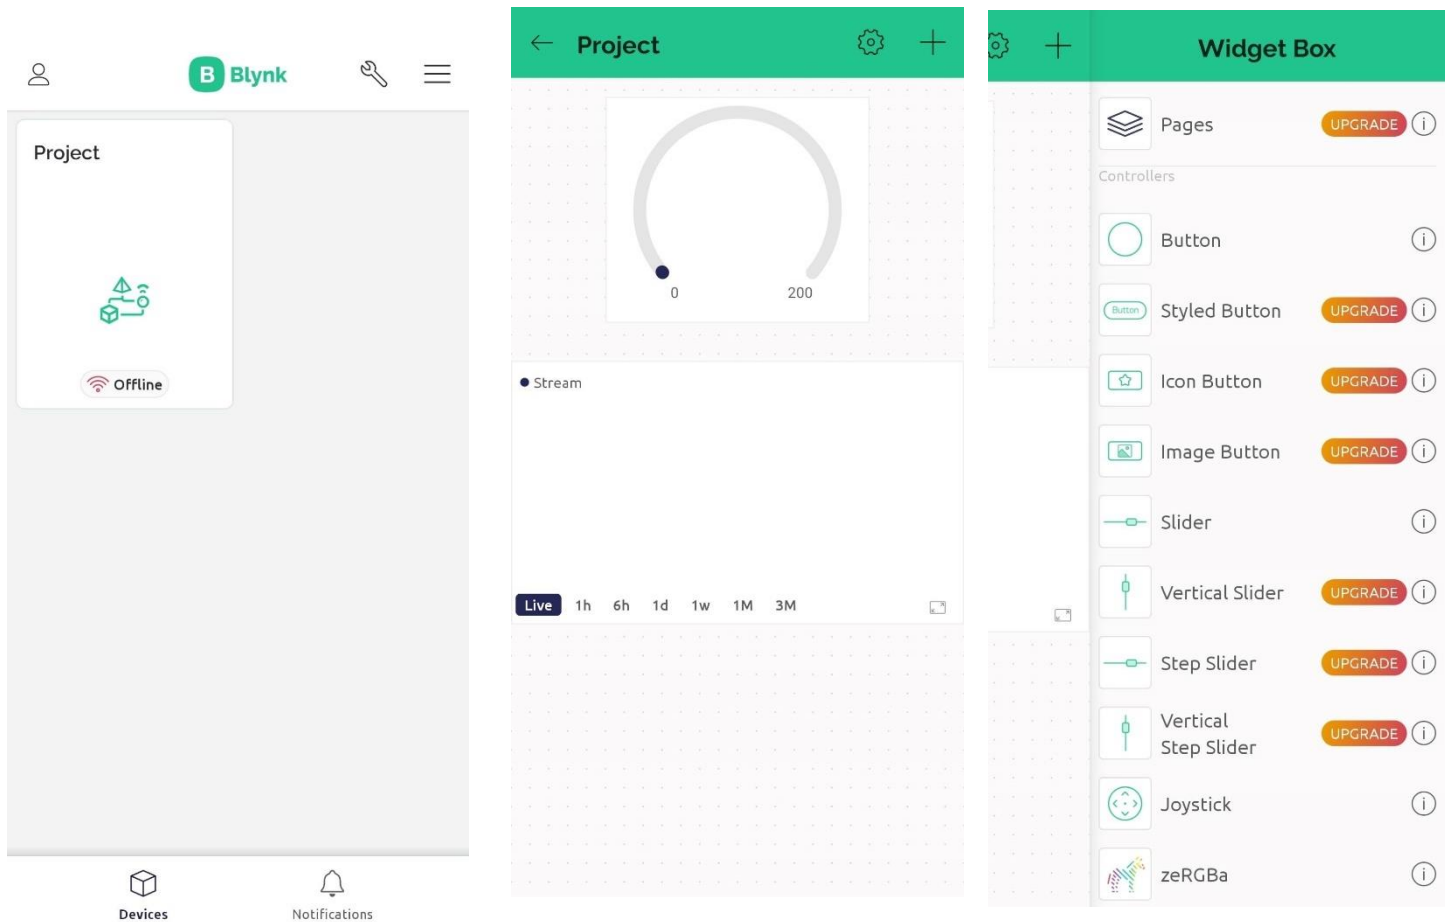 B Blynk
Project
Offline
Devices
Notifications
Project
0
200
Stream
Live 1h 6h 1d 1w 1M 3M
Widget Box
Pages UPGRADE i
Controllers
Button i
Button Styled Button UPGRADE i
Icon Button UPGRADE i
Image Button UPGRADE i
Slider i
Vertical Slider UPGRADE i
Step Slider UPGRADE i
Vertical
Step Slider UPGRADE i
Joystick i
zeRGBa i